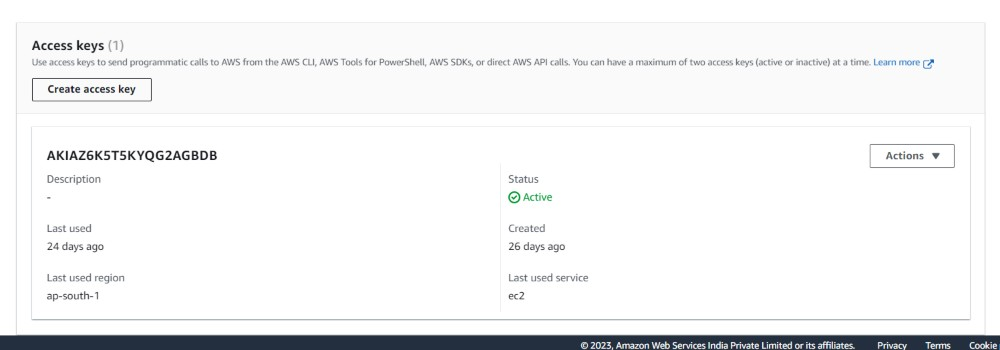 Access keys (1)
Use access keys to send programmatic calls to AWS from the AWS CLI, AWS Tools for PowerShell, AWS SDKs, or direct AWS API calls. You can have a maximum of two access keys (active or inactive) at a time. Learn more
Create access key
AKIAZ6K5T5KYQG2AGBDB
Actions ▼
Description
-
Status
Active
Last used
24 days ago
Created
26 days ago
Last used region
ap-south-1
Last used service
ec2
© 2023, Amazon Web Services India Private Limited or its affiliates. Privacy Terms Cookie